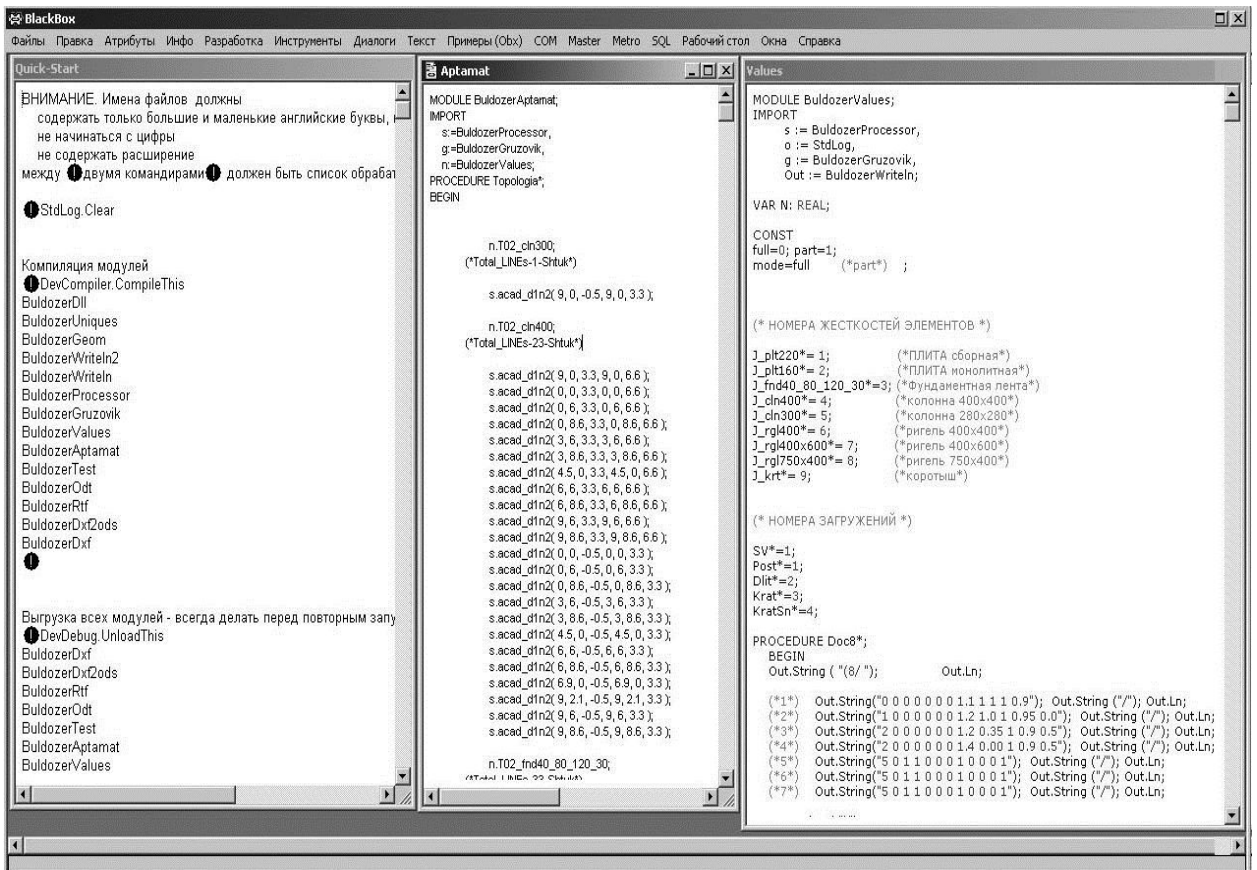 BlackBox
Файлы Правка Атрибуты Инфо Разработка Инструменты Диалоги Текст Примеры (Obx) COM Master Metro SQL Рабочий стол Окна Справка
Quick-Start
ВНИМАНИЕ. Имена файлов должны
содержать только большие и маленькие английские буквы,
не начинаться с цифры
не содержать расширение
между двумя командирами должен быть список
StdLog.Clear
Компиляция модулей
DevCompiler.CompileThis
BuldozerDll
BuldozerUniques
BuldozerGeom
BuldozerWriteln2
BuldozerWriteln
BuldozerProcessor
BuldozerGruzovik
BuldozerValues
BuldozerAptamat
BuldozerTest
BuldozerOdt
BuldozerRtf
BuldozerDxf2ods
BuldozerDxf
Выгрузка всех модулей - всегда делать перед повторным
DevDebug.UnloadThis
BuldozerDxf
BuldozerDxf2ods
BuldozerRtf
BuldozerOdt
BuldozerTest
BuldozerAptamat
BuldozerValues
Aptamat
MODULE BuldozerAptamat;
IMPORT
s:=BuldozerProcessor,
g:=BuldozerGruzovik,
n:=BuldozerValues;
PROCEDURE Topologia*;
BEGIN
n.T02_cln300;
(*Total_LINEs-1-Shtuk*)
s.acad_d1n2( 9, 0, -0.5, 9, 0, 3.3 );
n.T02_cln400;
(*Total_LINEs-23-Shtuk*)
s.acad_d1n2( 9, 0, 3.3, 9, 0, 6.6 );
s.acad_d1n2( 0, 0, 3.3, 0, 0, 6.6 );
s.acad_d1n2( 0, 6, 3.3, 0, 6, 6.6 );
s.acad_d1n2( 0, 8.6, 3.3, 0, 8.6, 6.6 );
s.acad_d1n2( 3, 6, 3.3, 3, 6, 6.6 );
s.acad_d1n2( 3, 8.6, 3.3, 3, 8.6, 6.6 );
s.acad_d1n2( 4.5, 0, 3.3, 4.5, 0, 6.6 );
s.acad_d1n2( 6, 6, 3.3, 6, 6, 6.6 );
s.acad_d1n2( 6, 8.6, 3.3, 6, 8.6, 6.6 );
s.acad_d1n2( 9, 6, 3.3, 9, 6, 6.6 );
s.acad_d1n2( 9, 8.6, 3.3, 9, 8.6, 6.6 );
s.acad_d1n2( 0, 0, -0.5, 0, 0, 3.3 );
s.acad_d1n2( 0, 6, -0.5, 0, 6, 3.3 );
s.acad_d1n2( 0, 8.6, -0.5, 0, 8.6, 3.3 );
s.acad_d1n2( 3, 6, -0.5, 3, 6, 3.3 );
s.acad_d1n2( 3, 8.6, -0.5, 3, 8.6, 3.3 );
s.acad_d1n2( 4.5, 0, -0.5, 4.5, 0, 3.3 );
s.acad_d1n2( 6, 6, -0.5, 6, 6, 3.3 );
s.acad_d1n2( 6, 8.6, -0.5, 6, 8.6, 3.3 );
s.acad_d1n2( 6.9, 0, -0.5, 6.9, 0, 3.3 );
s.acad_d1n2( 9, 2.1, -0.5, 9, 2.1, 3.3 );
s.acad_d1n2( 9, 6, -0.5, 9, 6, 3.3 );
s.acad_d1n2( 9, 8.6, -0.5, 9, 8.6, 3.3 );
n.T02_fnd40_80_120_30;
Values
MODULE BuldozerValues;
IMPORT
s := BuldozerProcessor,
o := StdLog,
g := BuldozerGruzovik,
Out := BuldozerWriteln;
VAR N: REAL;
CONST
full=0; part=1;
mode=full (*part*) ;
(* НОМЕРА ЖЕСТКОСТЕЙ ЭЛЕМЕНТОВ *)
J_plt220*= 1; (*ПЛИТА сборная*)
J_plt160*= 2; (*ПЛИТА монолитная*)
J_fnd40_80_120_30*=3; (*Фундаментная лента*)
J_cln400*= 4; (*колонна 400x400*)
J_cln300*= 5; (*колонна 280x280*)
J_rgl400*= 6; (*ригель 400x400*)
J_rgl400x600*= 7; (*ригель 400x600*)
J_rgl750x400*= 8; (*ригель 750x400*)
J_krt*= 9; (*коротыш*)
(* НОМЕРА ЗАГРУЖЕНИЙ *)
SV*=1;
Post*=1;
Dlit*=2;
Krat*=3;
KratSn*=4;
PROCEDURE Doc8*;
BEGIN
Out.String ( "(8/ "); Out.Ln;
(*1*) Out.String("0 0 0 0 0 0 0 1.1 1 1 1 0.9"); Out.String ("/"); Out.Ln;
(*2*) Out.String("1 0 0 0 0 0 0 1.2 1.0 1 0.95 0.0"); Out.String ("/"); Out.Ln;
(*3*) Out.String("2 0 0 0 0 0 0 1.2 0.35 1 0.9 0.5"); Out.String ("/"); Out.Ln;
(*4*) Out.String("2 0 0 0 0 0 0 1.4 0.00 1 0.9 0.5"); Out.String ("/"); Out.Ln;
(*5*) Out.String("5 0 1 1 0 0 0 1 0 0 0 1"); Out.String ("/"); Out.Ln;
(*6*) Out.String("5 0 1 1 0 0 0 1 0 0 0 1"); Out.String ("/"); Out.Ln;
(*7*) Out.String("5 0 1 1 0 0 0 1 0 0 0 1"); Out.String ("/"); Out.Ln;